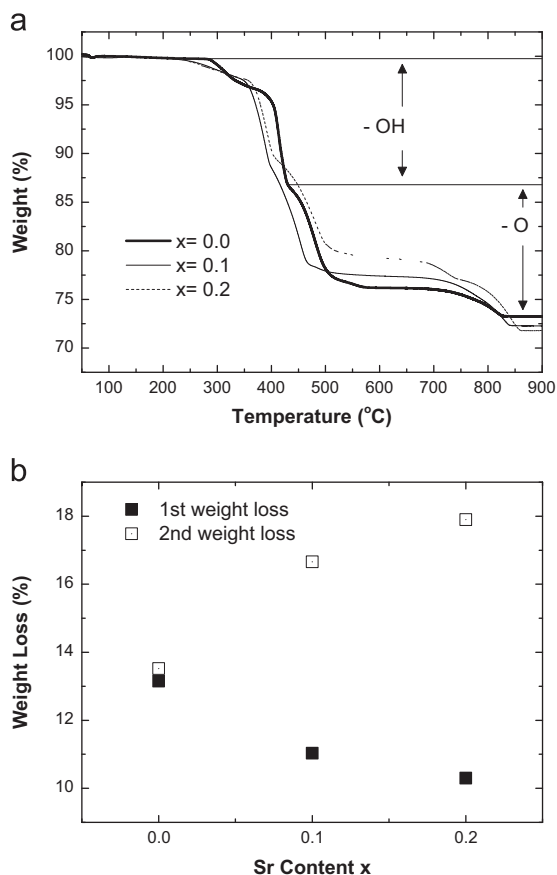 a
100
95
90
85
80
75
70
Weight (%)
- OH
- O
x= 0.0
x= 0.1
x= 0.2
100 200 300 400 500 600 700 800 900
Temperature (°C)
b
18
16
14
12
10
Weight Loss (%)
1st weight loss
2nd weight loss
0.0 0.1 0.2
Sr Content x